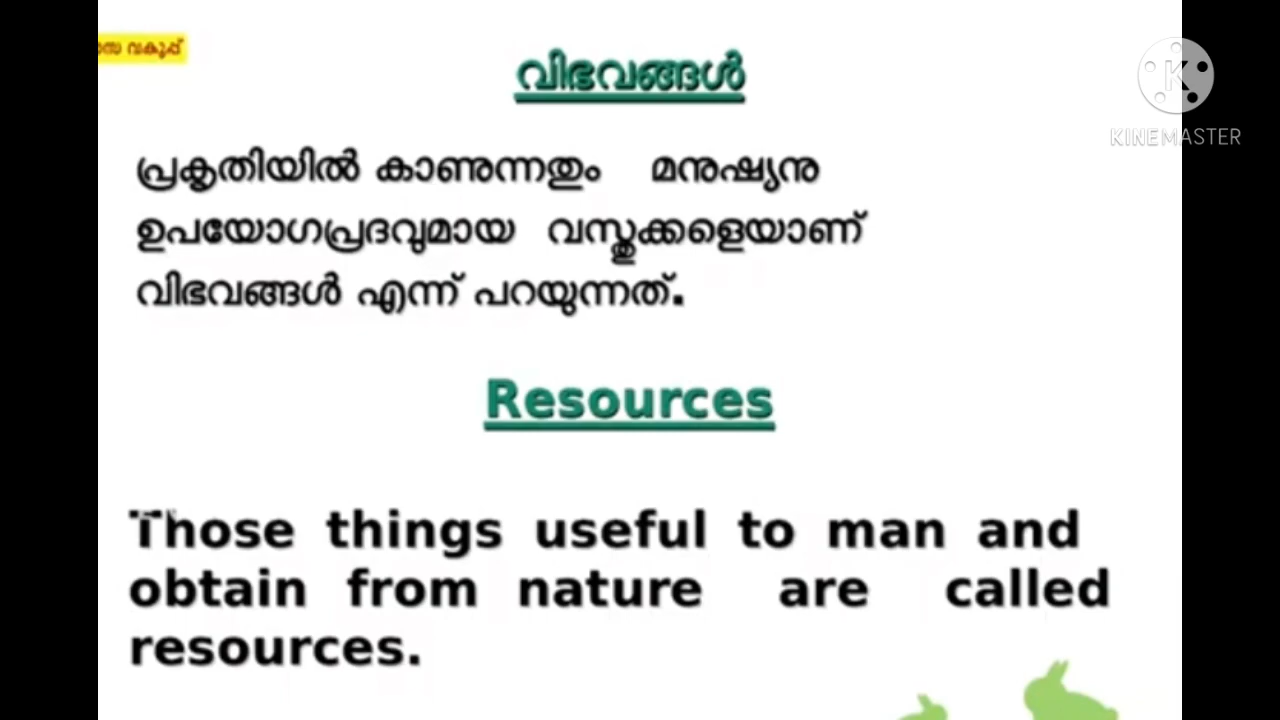 വകുപ്പ്
വിഭവങ്ങൾ
KINEMASTER
പ്രകൃതിയിൽ കാണുന്നതും മനുഷ്യനു
ഉപയോഗപ്രദവുമായ വസ്തുക്കളെയാണ്
വിഭവങ്ങൾ എന്ന് പറയുന്നത്.
Resources
Those things useful to man and
obtain from nature are called
resources.